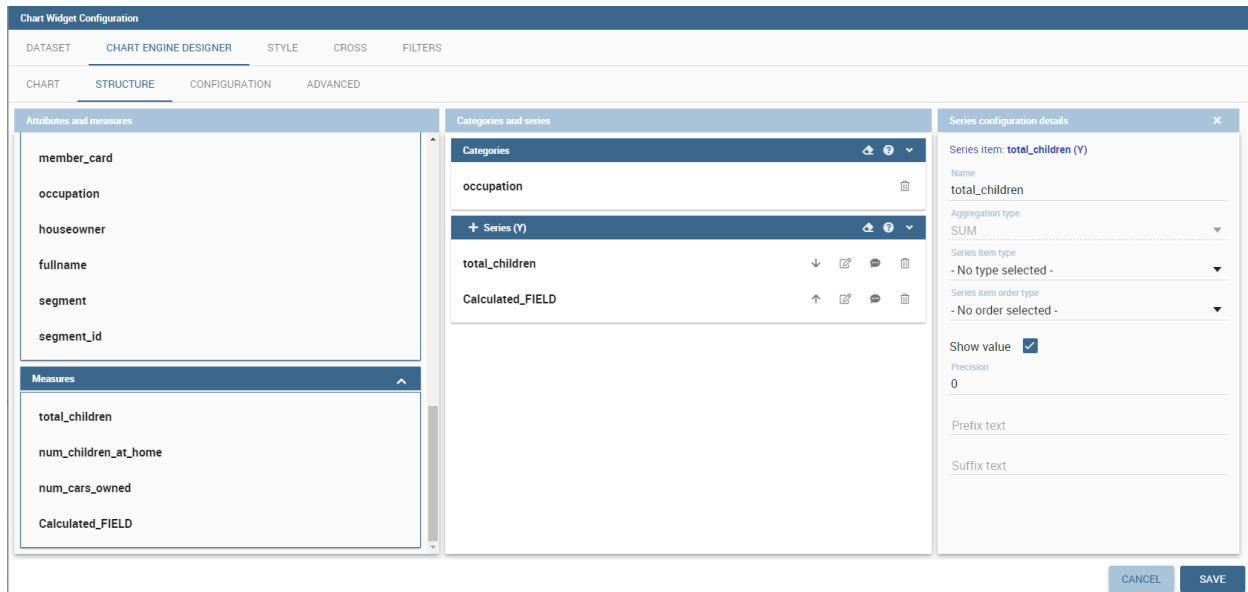 Chart Widget Configuration
DATASET CHART ENGINE DESIGNER STYLE CROSS FILTERS
CHART STRUCTURE CONFIGURATION ADVANCED
Attributes and measures
member_card
occupation
houseowner
fullname
segment
segment_id
Measures
total_children
num_children_at_home
num_cars_owned
Calculated_FIELD
Categories and series
Categories
occupation
Series (Y)
total_children
Calculated_FIELD
Series configuration details
Series item: total_children (Y)
Name
total_children
Aggregation type
SUM
Series item type
- No type selected -
Series item order type
- No order selected -
Show value
Precision
0
Prefix text
Suffix text
CANCEL SAVE